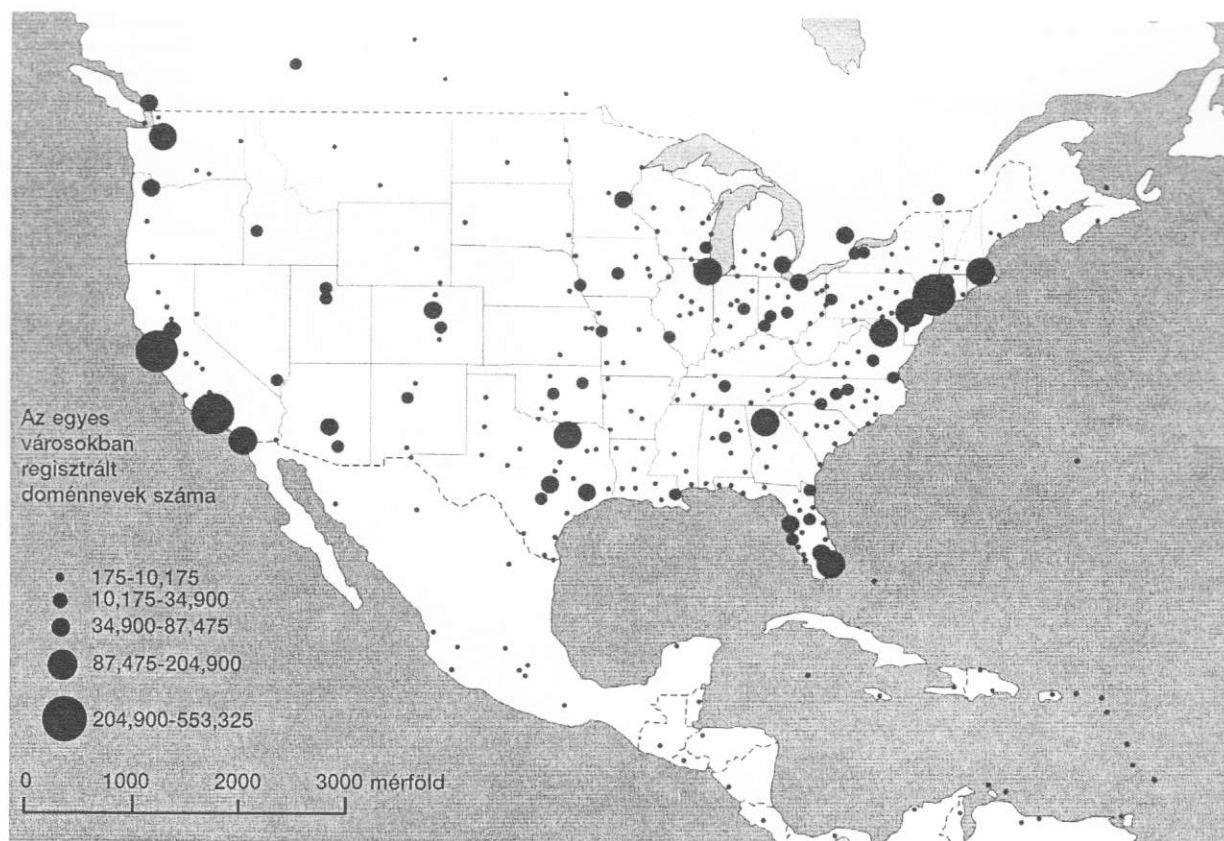 Az egyes
városokban
regisztrált
doménnevek száma
175-10,175
10,175-34,900
34,900-87,475
87,475-204,900
204,900-553,325
0 1000 2000 3000 mérföld